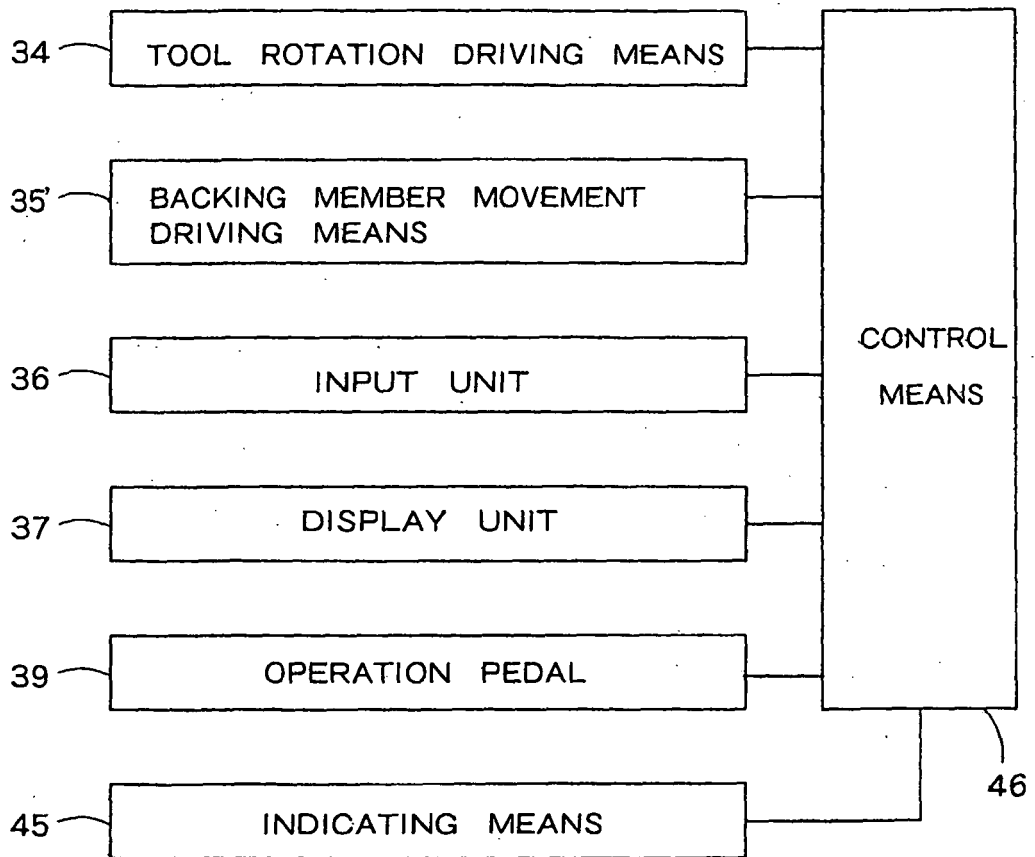 34 TOOL ROTATION DRIVING MEANS
35' BACKING MEMBER MOVEMENT
DRIVING MEANS
36 INPUT UNIT
CONTROL
MEANS
37 DISPLAY UNIT
39 OPERATION PEDAL
46
45 INDICATING MEANS